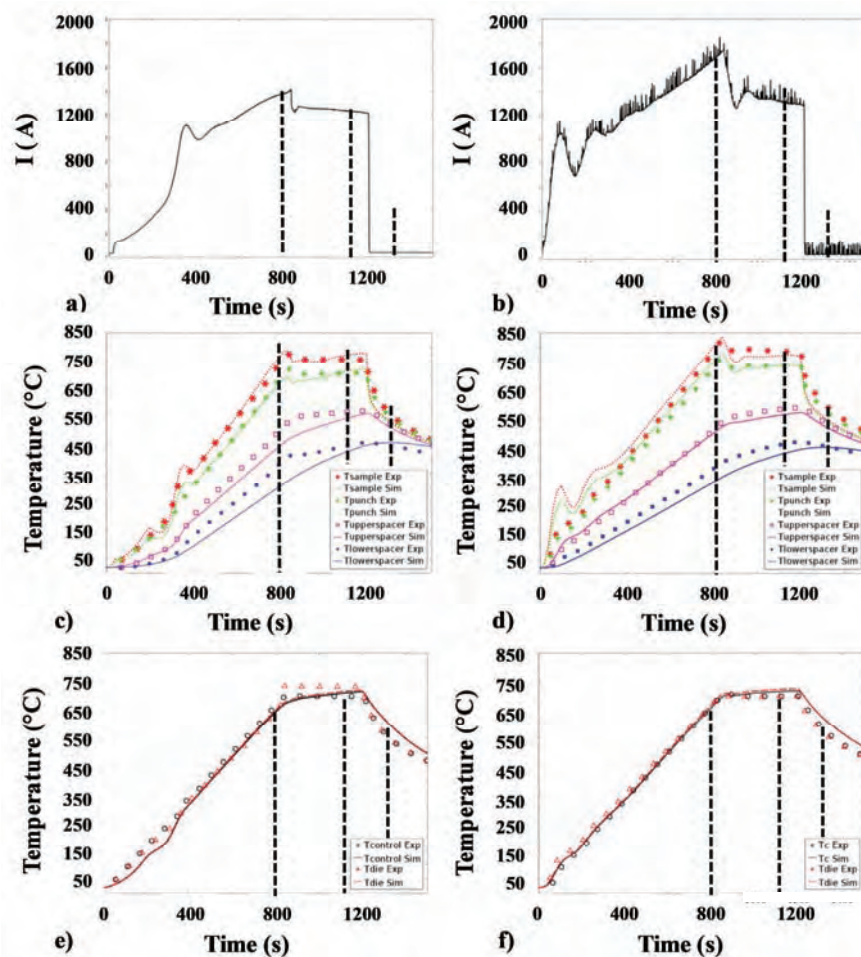 2000
1600
1200
800
400
0
I ( A)
0
400
800
1200
a)
Time (s)
2000
1600
1200
800
400
0
I ( A)
0
400
800
1200
b)
Time (s)
850
750
650
550
450
350
250
150
50
Temperature (°C)
Tsample Exp
Tsample Sim
Tpunch Exp
Tpunch Sim
Tupperspacer Exp
Tupperspacer Sim
Tlowerspacer Exp
Tlowerspacer Sim
0
400
800
1200
c)
Time (s)
850
750
650
550
450
350
250
150
50
Temperature (°C)
Tsample Exp
Tsample Sim
Tpunch Exp
Tpunch Sim
Tupperspacer Exp
Tupperspacer Sim
Tlowerspacer Exp
Tlowerspacer Sim
0
400
800
1200
d)
Time (s)
850
750
650
550
450
350
250
150
50
Temperature (°C)
Tcontrol Exp
Tcontrol Sim
Tdie Exp
Tdie Sim
0
400
800
1200
e)
Time (s)
850
750
650
550
450
350
250
150
50
Temperature (°C)
Tc Exp
Tc Sim
Tdie Exp
Tdie Sim
0
400
800
1200
f)
Time (s)